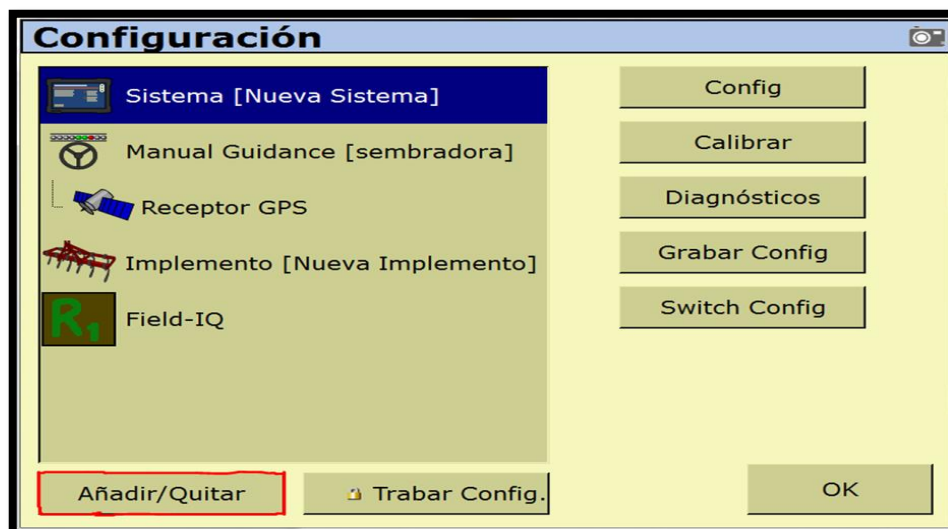 Configuración
Sistema [Nueva Sistema]
Manual Guidance [sembradora]
Receptor GPS
Implemento [Nueva Implemento]
R1
Field-IQ
Config
Calibrar
Diagnósticos
Grabar Config
Switch Config
Añadir/Quitar
Trabar Config.
OK